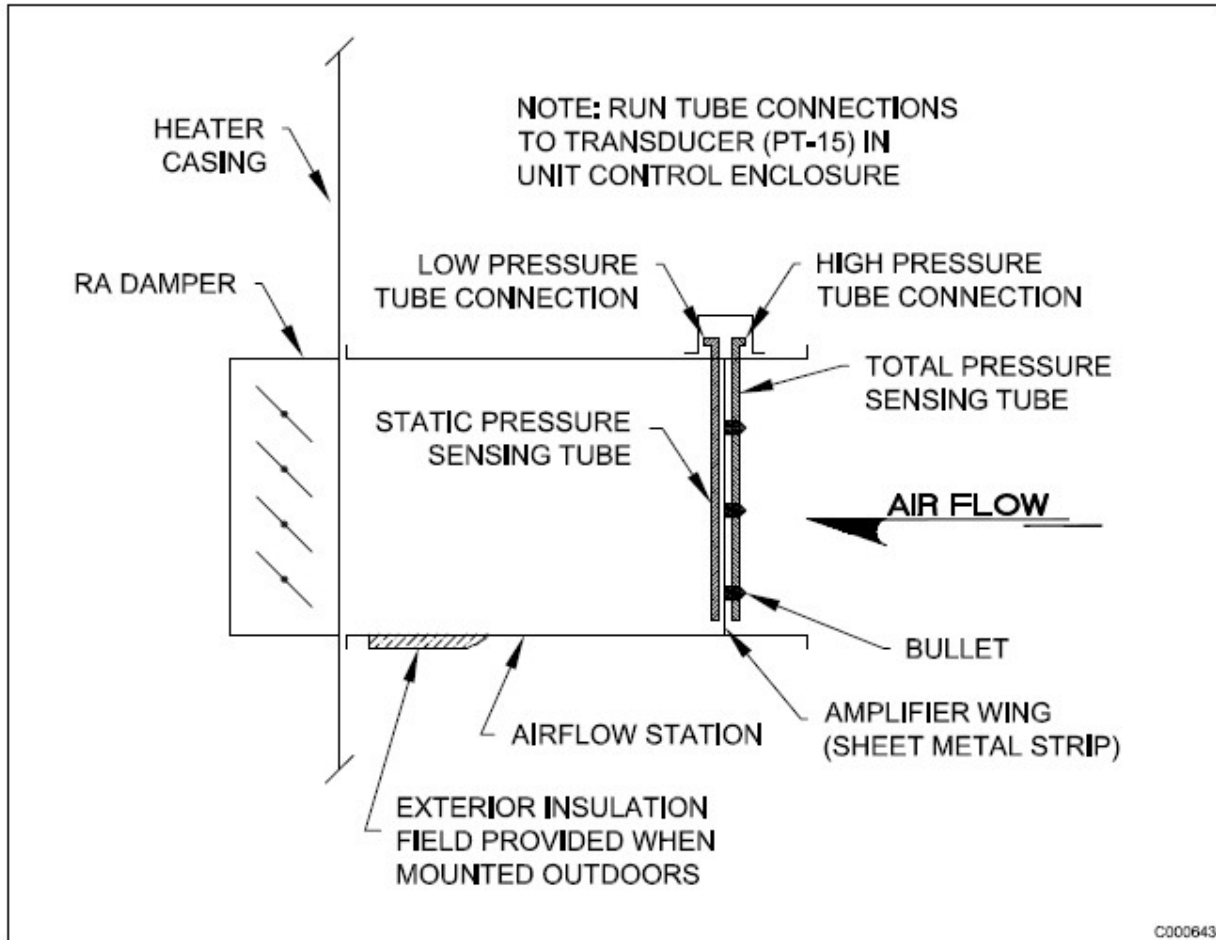 NOTE: RUN TUBE CONNECTIONS
TO TRANSDUCER (PT-15) IN
UNIT CONTROL ENCLOSURE
HEATER
CASING
RA DAMPER
LOW PRESSURE
TUBE CONNECTION
HIGH PRESSURE
TUBE CONNECTION
TOTAL PRESSURE
SENSING TUBE
STATIC PRESSURE
SENSING TUBE
AIR FLOW
BULLET
AMPLIFIER WING
(SHEET METAL STRIP)
AIRFLOW STATION
EXTERIOR INSULATION
FIELD PROVIDED WHEN
MOUNTED OUTDOORS
C000643